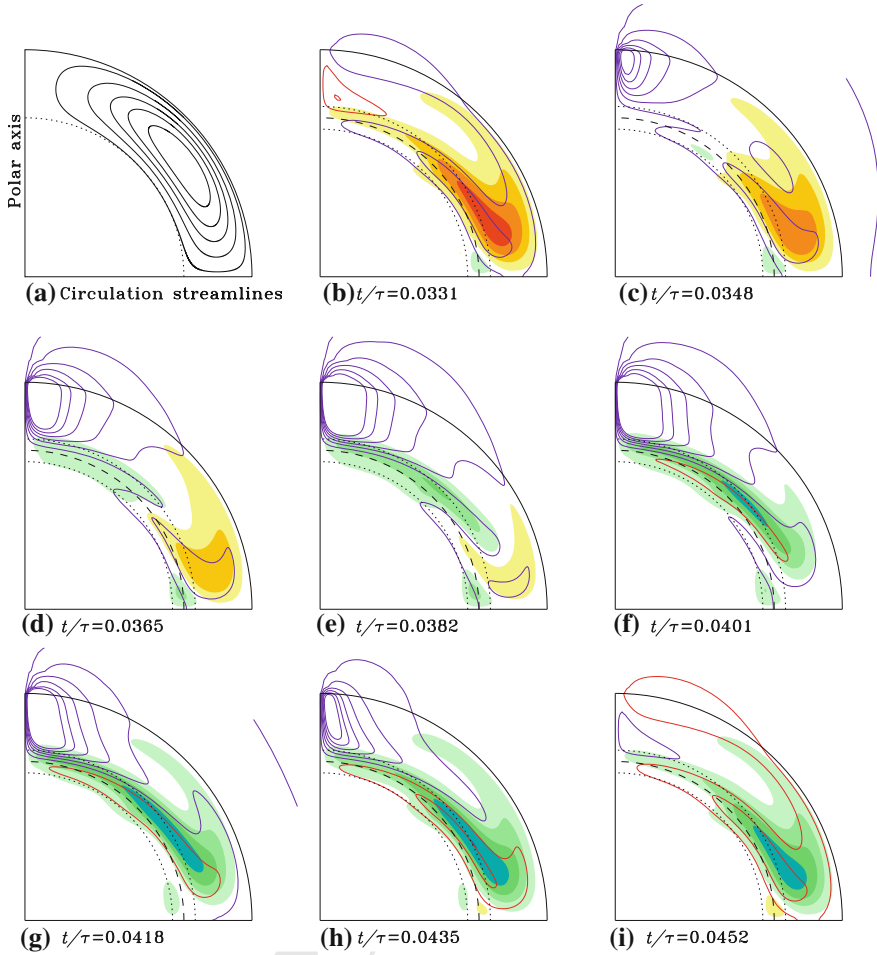 Polar axis
(a) Circulation streamlines
(b) t/τ=0.0331
(c) t/τ=0.0348
(d) t/τ=0.0365
(e) t/τ=0.0382
(f) t/τ=0.0401
(g) t/τ=0.0418
(h) t/τ=0.0435
(i) t/τ=0.0452